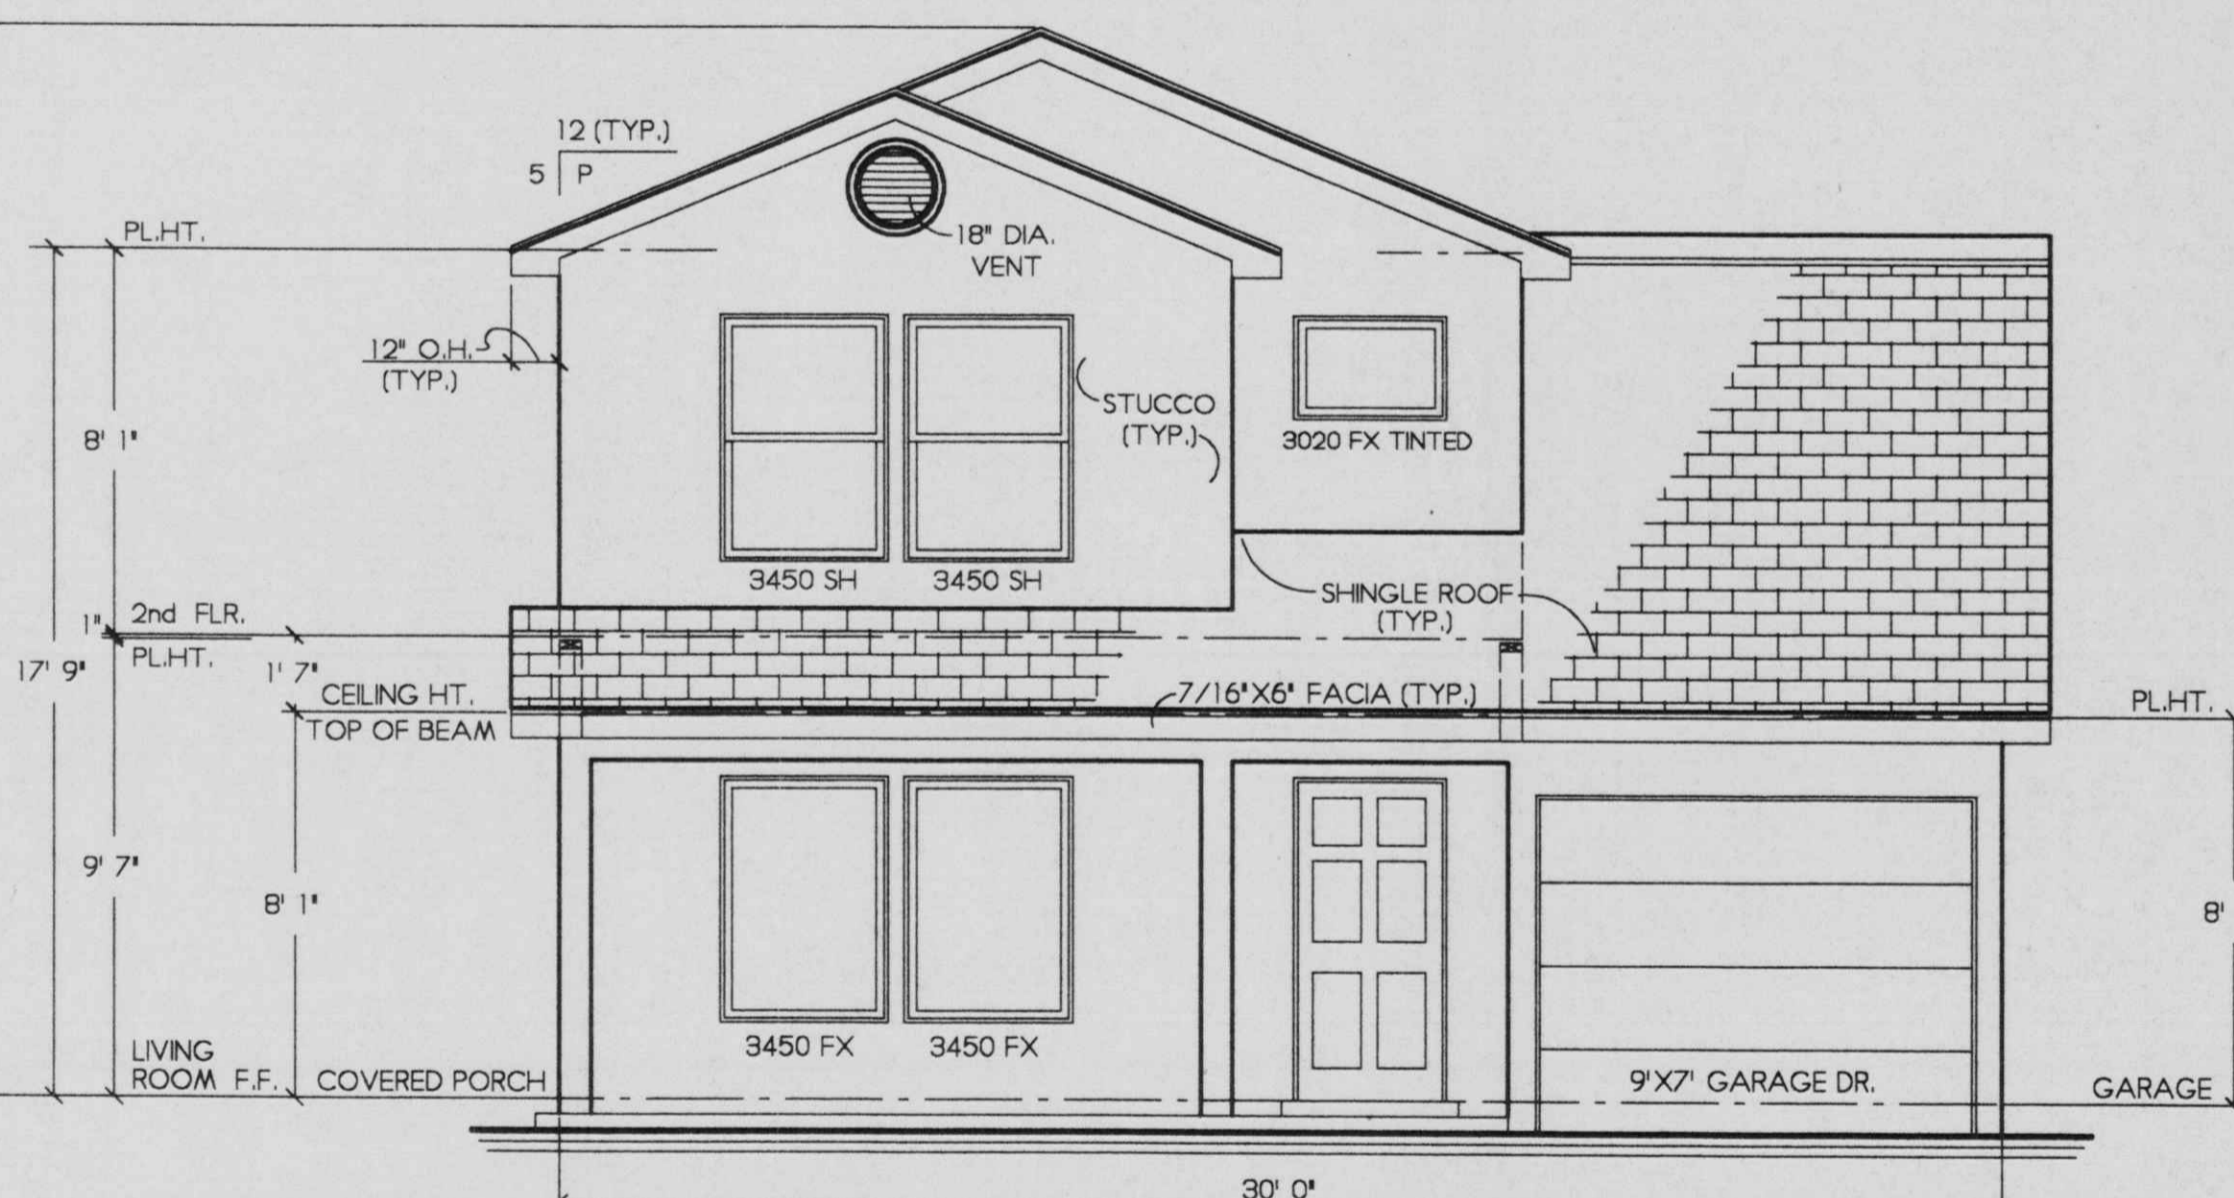 12 (TYP.)
5 P
PL.HT.
18" DIA.
VENT
12" O.H.
(TYP.)
STUCCO
(TYP.)
8' 1"
3020 FX TINTED
3450 SH
3450 SH
SHINGLE ROOF
(TYP.)
1"
2nd FLR.
PL.HT.
17' 9"
1' 7"
CEILING HT.
TOP OF BEAM
7/16"X6" FACIA (TYP.)
PL.HT.
9' 7"
8' 1"
8'
3450 FX
3450 FX
LIVING
ROOM F.F.
COVERED PORCH
9'X7' GARAGE DR.
GARAGE
30' 0"